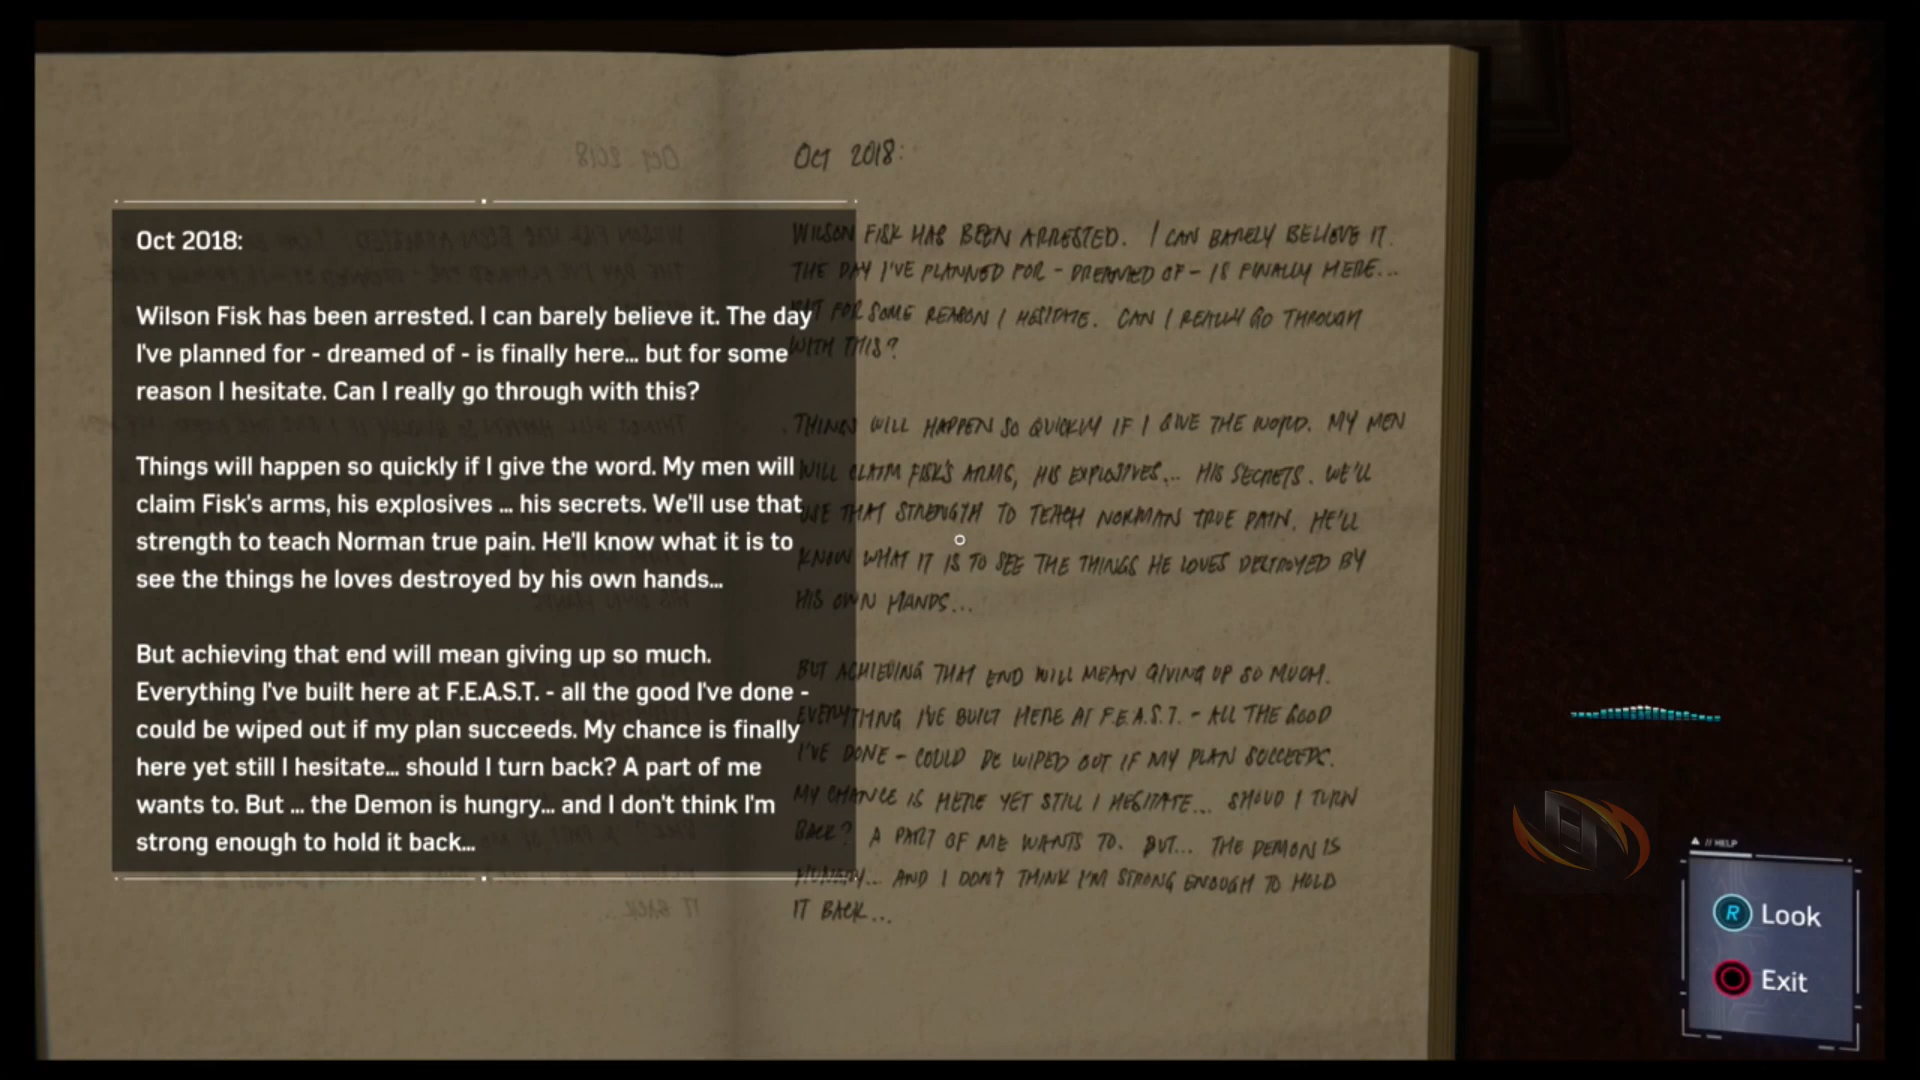 Oct 2018:
Wilson Fisk has been arrested. I can barely believe it. The day
I've planned for - dreamed of - is finally here... but for some
reason I hesitate. Can I really go through with this?
Things will happen so quickly if I give the word. My men will
claim Fisk's arms, his explosives ... his secrets. We'll use that
strength to teach Norman true pain. He'll know what it is to
see the things he loves destroyed by his own hands...
But achieving that end will mean giving up so much.
Everything I've built here at F.E.A.S.T. - all the good I've done -
could be wiped out if my plan succeeds. My chance is finally
here yet still I hesitate... should I turn back? A part of me
wants to. But ... the Demon is hungry... and I don't think I'm
strong enough to hold it back...
OCT 2018:
WILSON FISK HAS BEEN ARRESTED. I CAN BARELY BELIEVE IT.
THE DAY I'VE PLANNED FOR - DREAMED OF - IS FINALLY HERE...
BUT FOR SOME REASON I HESITATE. CAN I REALLY GO THROUGH
WITH THIS?
THINGS WILL HAPPEN SO QUICKLY IF I GIVE THE WORD. MY MEN
WILL CLAIM FISK'S ARMS, HIS EXPLOSIVES... HIS SECRETS. WE'LL
USE THAT STRENGTH TO TEACH NORMAN TRUE PAIN. HE'LL
KNOW WHAT IT IS TO SEE THE THINGS HE LOVES DESTROYED BY
HIS OWN HANDS...
BUT ACHIEVING THAT END WILL MEAN GIVING UP SO MUCH.
EVERYTHING I'VE BUILT HERE AT F.E.A.S.T. - ALL THE GOOD
I'VE DONE - COULD BE WIPED OUT IF MY PLAN SUCCEEDS.
MY CHANCE IS HERE YET STILL I HESITATE... SHOUD I TURN
BACK? A PART OF ME WANTS TO. BUT... THE DEMON IS
HUNGRY... AND I DON'T THINK I'M STRONG ENOUGH TO HOLD
IT BACK...
// HELP
R Look
Exit